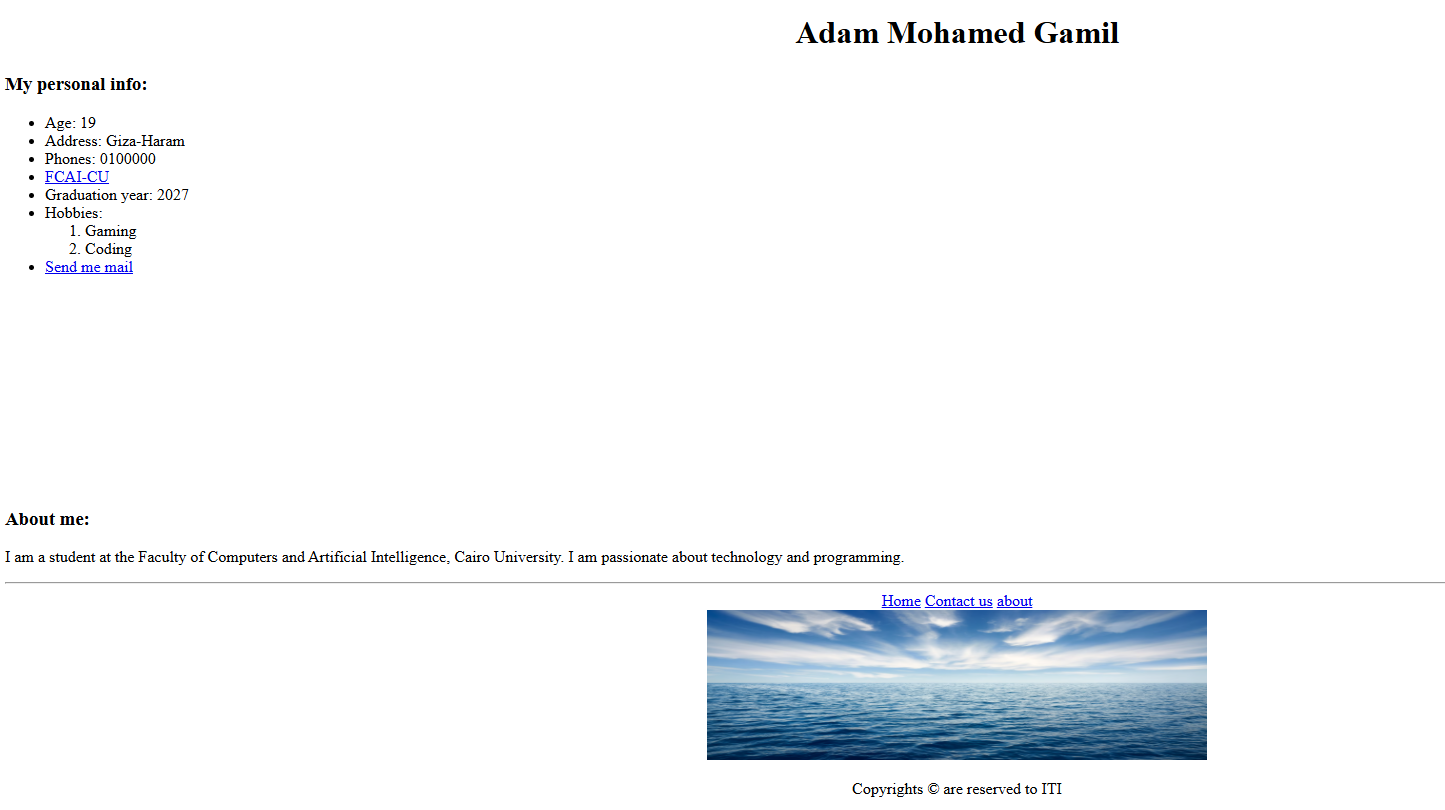 Adam Mohamed Gamil
My personal info:
• Age: 19
• Address: Giza-Haram
• Phones: 0100000
• FCAI-CU
• Graduation year: 2027
• Hobbies:
1. Gaming
2. Coding
• Send me mail
About me:
I am a student at the Faculty of Computers and Artificial Intelligence, Cairo University. I am passionate about technology and programming.
Home Contact us about
Copyrights © are reserved to ITI